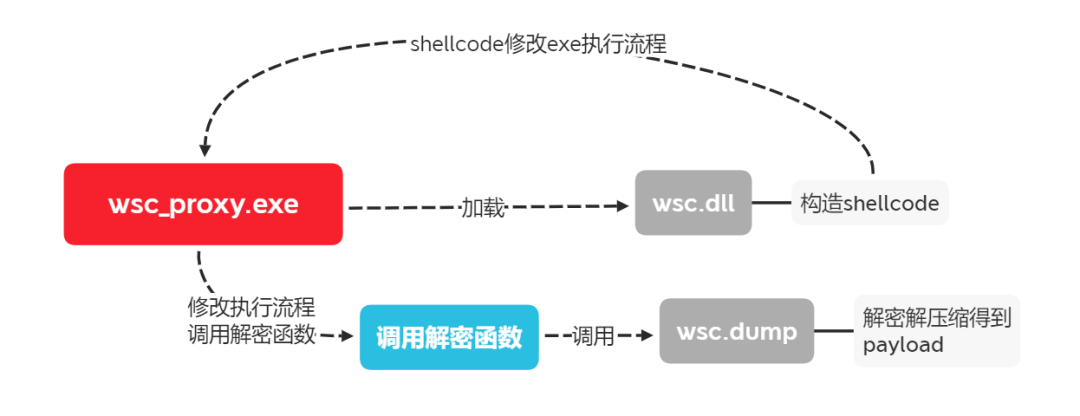 shellcode修改exe执行流程
wsc_proxy.exe
加载
wsc.dll
构造shellcode
修改执行流程
调用解密函数
调用解密函数
调用
wsc.dump
解密解压缩得到
payload